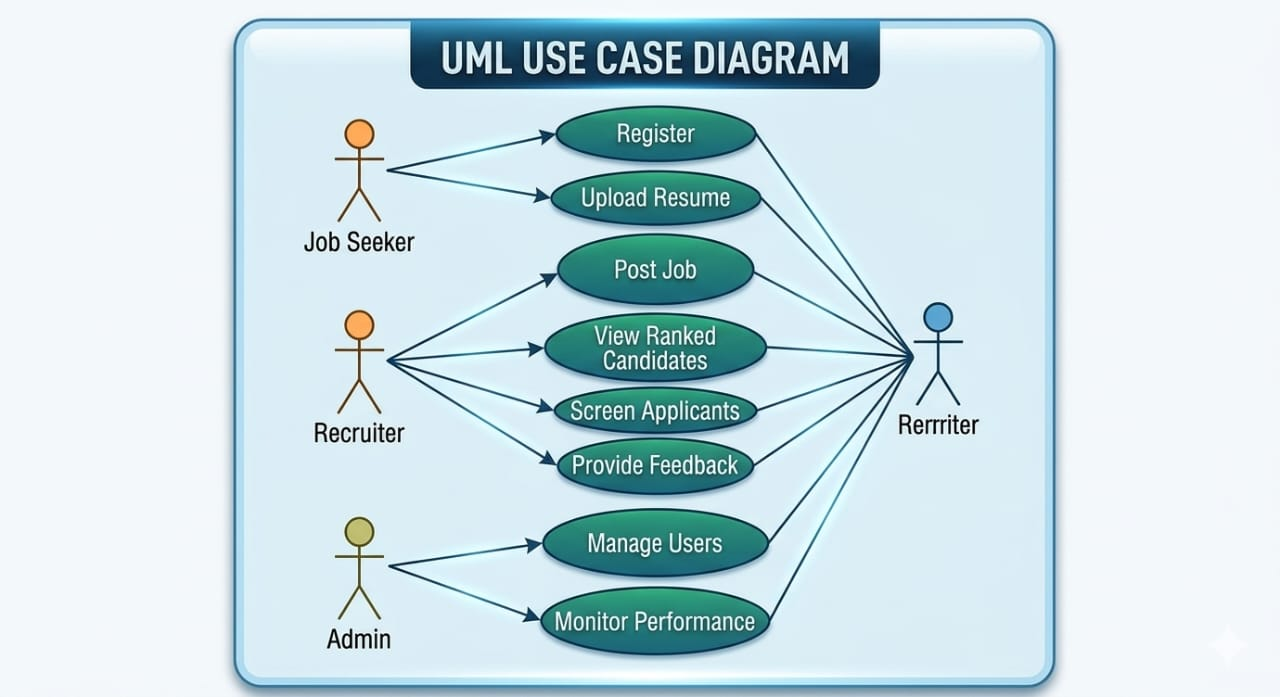 UML USE CASE DIAGRAM
Register
Upload Resume
Job Seeker
Post Job
View Ranked
Candidates
Screen Applicants
Recruiter
Rerrriter
Provide Feedback
Manage Users
Monitor Performance
Admin